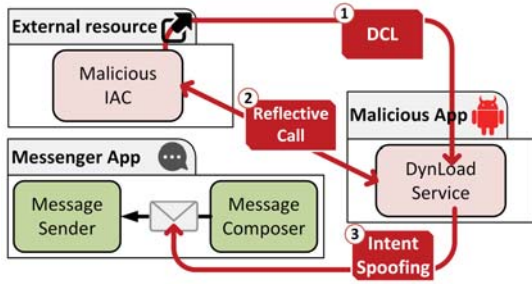 External resource
1
DCL
Malicious
IAC
2
Reflective
Call
Malicious App
DynLoad
Service
Messenger App
Message
Sender
Message
Composer
3
Intent
Spoofing